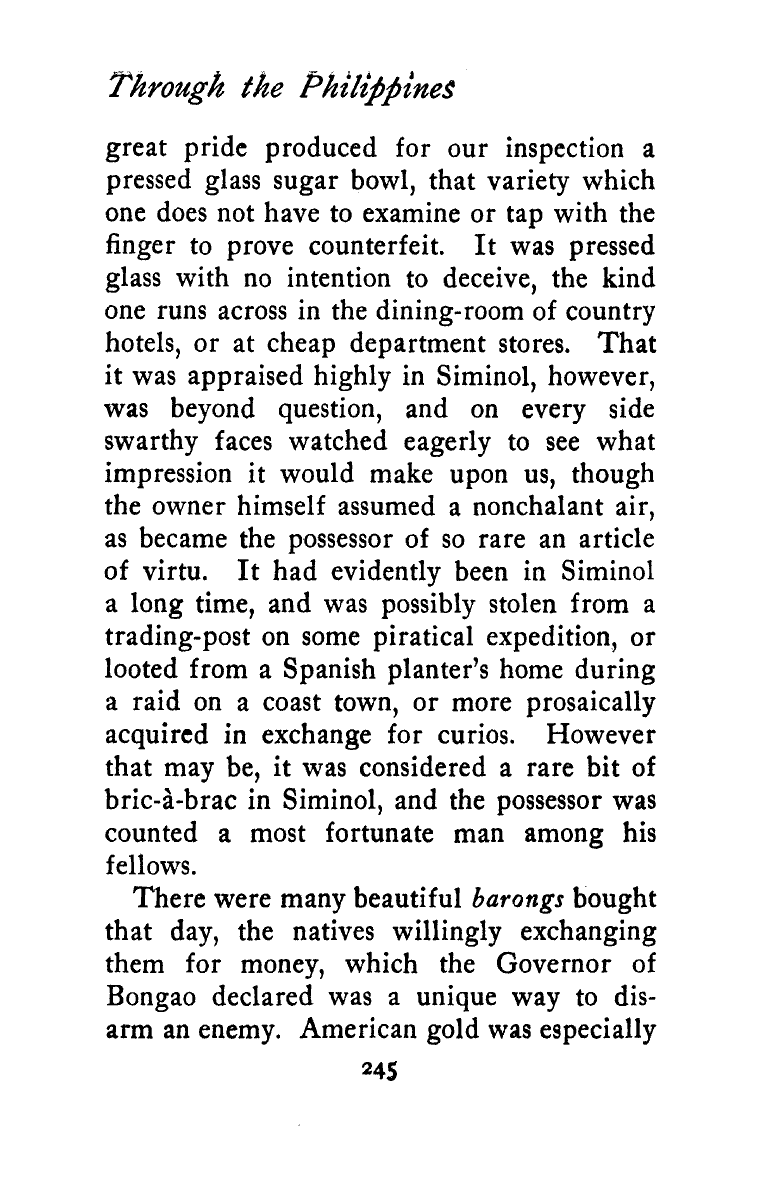 Through the Philippines
great pride produced for our inspection a
pressed glass sugar bowl, that variety which
one does not have to examine or tap with the
finger to prove counterfeit. It was pressed
glass with no intention to deceive, the kind
one runs across in the dining-room of country
hotels, or at cheap department stores. That
it was appraised highly in Siminol, however,
was beyond question, and on every side
swarthy faces watched eagerly to see what
impression it would make upon us, though
the owner himself assumed a nonchalant air,
as became the possessor of so rare an article
of virtu. It had evidently been in Siminol
a long time, and was possibly stolen from a
trading-post on some piratical expedition, or
looted from a Spanish planter's home during
a raid on a coast town, or more prosaically
acquired in exchange for curios. However
that may be, it was considered a rare bit of
bric-à-brac in Siminol, and the possessor was
counted a most fortunate man among his
fellows.
There were many beautiful barongs bought
that day, the natives willingly exchanging
them for money, which the Governor of
Bongao declared was a unique way to dis-
arm an enemy. American gold was especially
245